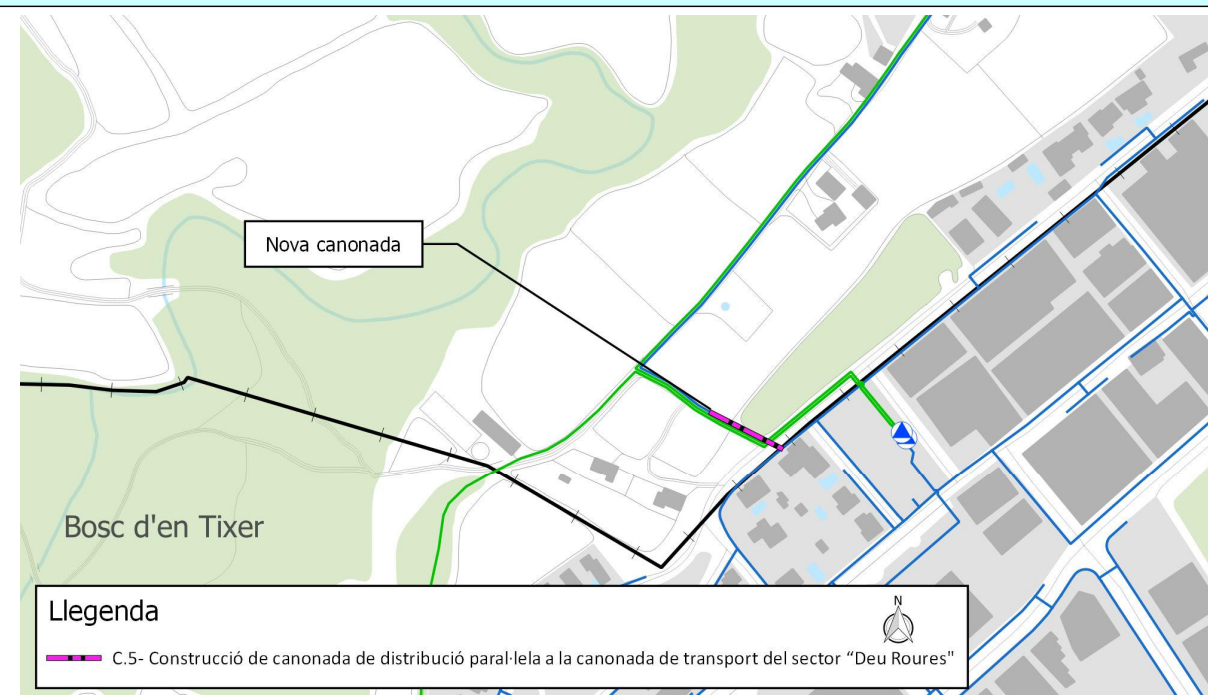 Nova canonada
Bosc d'en Tixer
Llegenda
N
C.5- Construcció de canonada de distribució paral·lela a la canonada de transport del sector “Deu Roures"